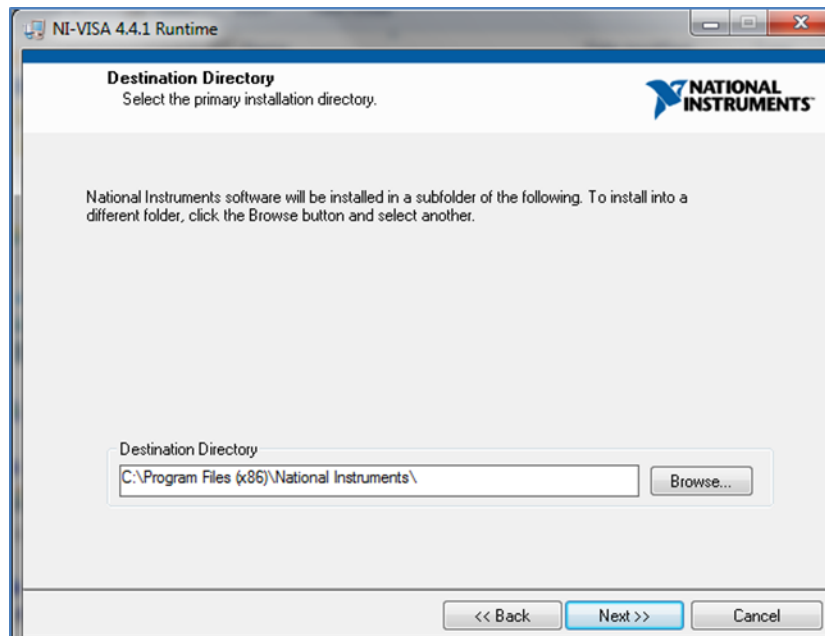 NI-VISA 4.4.1 Runtime
Destination Directory
Select the primary installation directory.
NATIONAL
INSTRUMENTS™
National Instruments software will be installed in a subfolder of the following. To install into a
different folder, click the Browse button and select another.
Destination Directory
C:\Program Files (x86)\National Instruments\
Browse...
<< Back
Next >>
Cancel